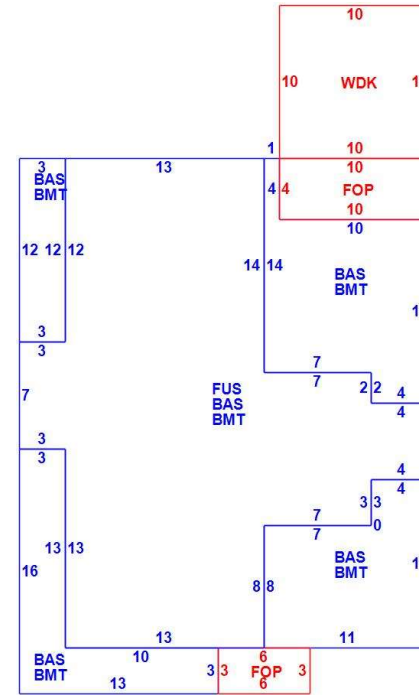 10
10 WDK 1
1 10
3 13 10
BAS 4 4 FOP
BMT
10
10
12 12 12 14 14
BAS
BMT
1
3
3
7
7
2 2 4
4
7
FUS
BAS
BMT
3
3
4
4
3 3
7
7 0
13 13
BAS
BMT
1
16
8 8
13 11
BAS 10 3 3 6 3
BMT FOP
13 6